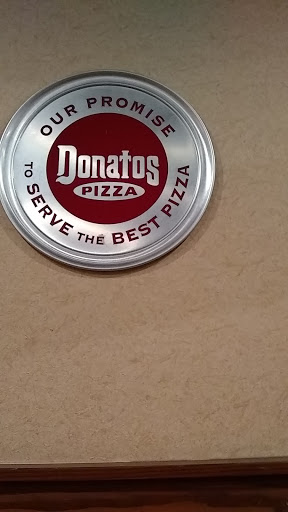 OUR PROMISE
TO SERVE THE BEST PIZZA
Donatos
PIZZA